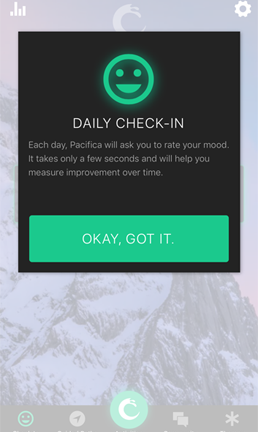 DAILY CHECK-IN
Each day, Pacifica will ask you to rate your mood.
It takes only a few seconds and will help you
measure improvement over time.
OKAY, GOT IT.